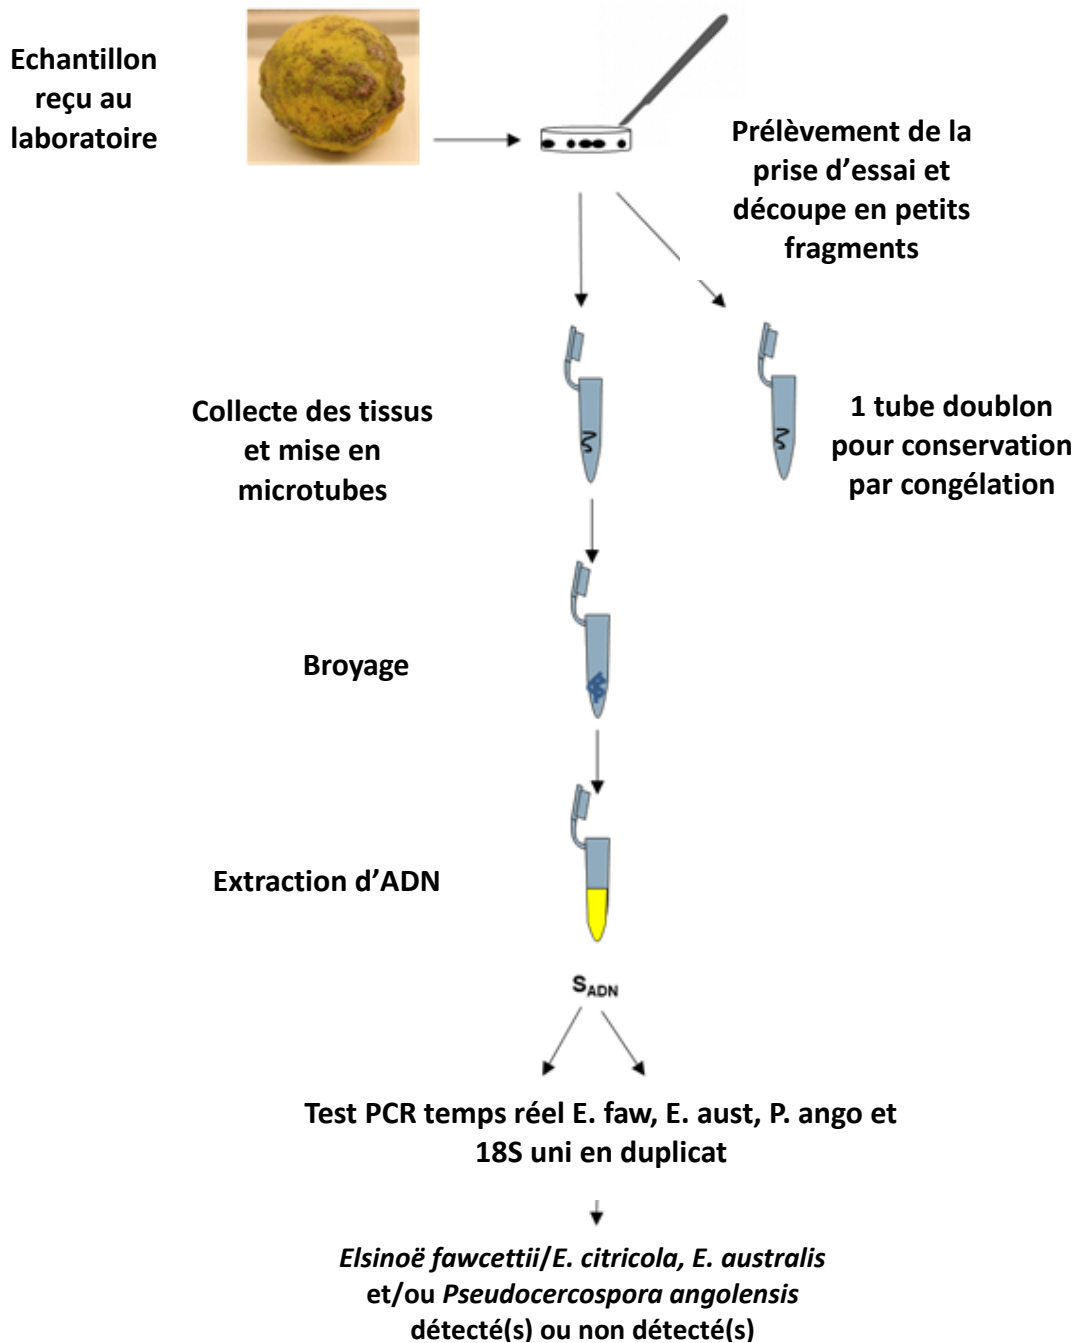 Echantillon
reçu au
laboratoire
Prélèvement de la
prise d’essai et
découpe en petits
fragments
Collecte des tissus
et mise en
microtubes
1 tube doublon
pour conservation
par congélation
Broyage
Extraction d’ADN
SADN
Test PCR temps réel E. faw, E. aust, P. ango et
18S uni en duplicat
Elsinoë fawcettii/E. citricola, E. australis
et/ou Pseudocercospora angolensis
détecté(s) ou non détecté(s)